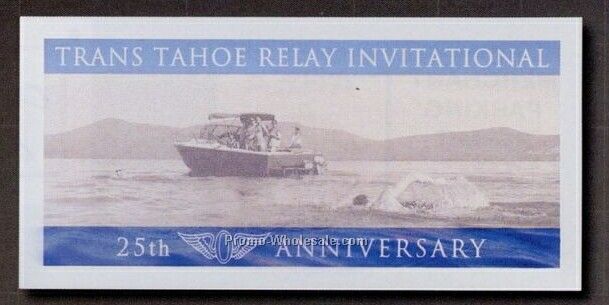 TRANS TAHOE RELAY INVITATIONAL
25th ANNIVERSARY
Promo-Wholesale.com